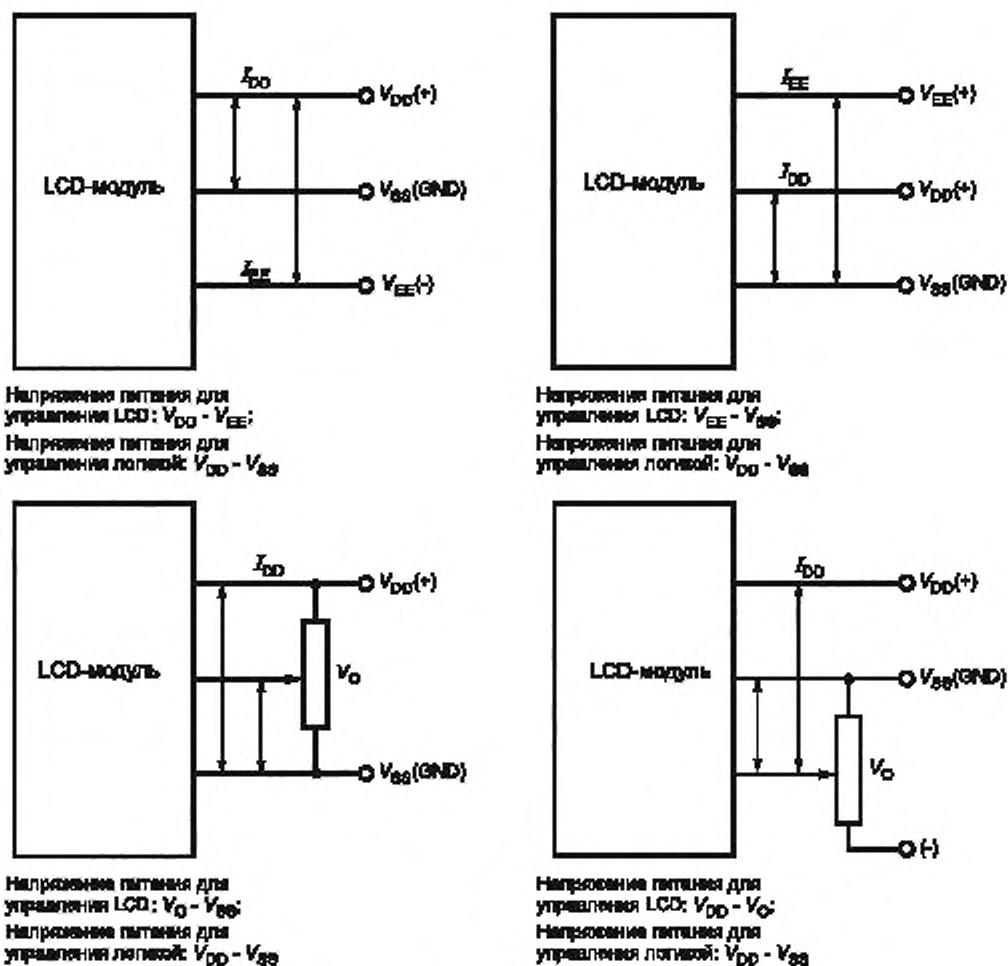 I_DD
V_DD(+)
LCD-модуль
V_SS(GND)
I_EE
V_EE(-)
Напряжение питания для
управления LCD: V_DD - V_EE;
Напряжение питания для
управления логикой: V_DD - V_SS
I_EE
V_EE(+)
LCD-модуль
I_DD
V_DD(+)
V_SS(GND)
Напряжение питания для
управления LCD: V_EE - V_SS;
Напряжение питания для
управления логикой: V_DD - V_SS
I_DD
V_DD(+)
LCD-модуль
V_O
V_SS(GND)
Напряжение питания для
управления LCD: V_O - V_SS;
Напряжение питания для
управления логикой: V_DD - V_SS
I_DD
V_DD(+)
LCD-модуль
V_SS(GND)
V_O
(-)
Напряжение питания для
управления LCD: V_DD - V_O;
Напряжение питания для
управления логикой: V_DD - V_SS